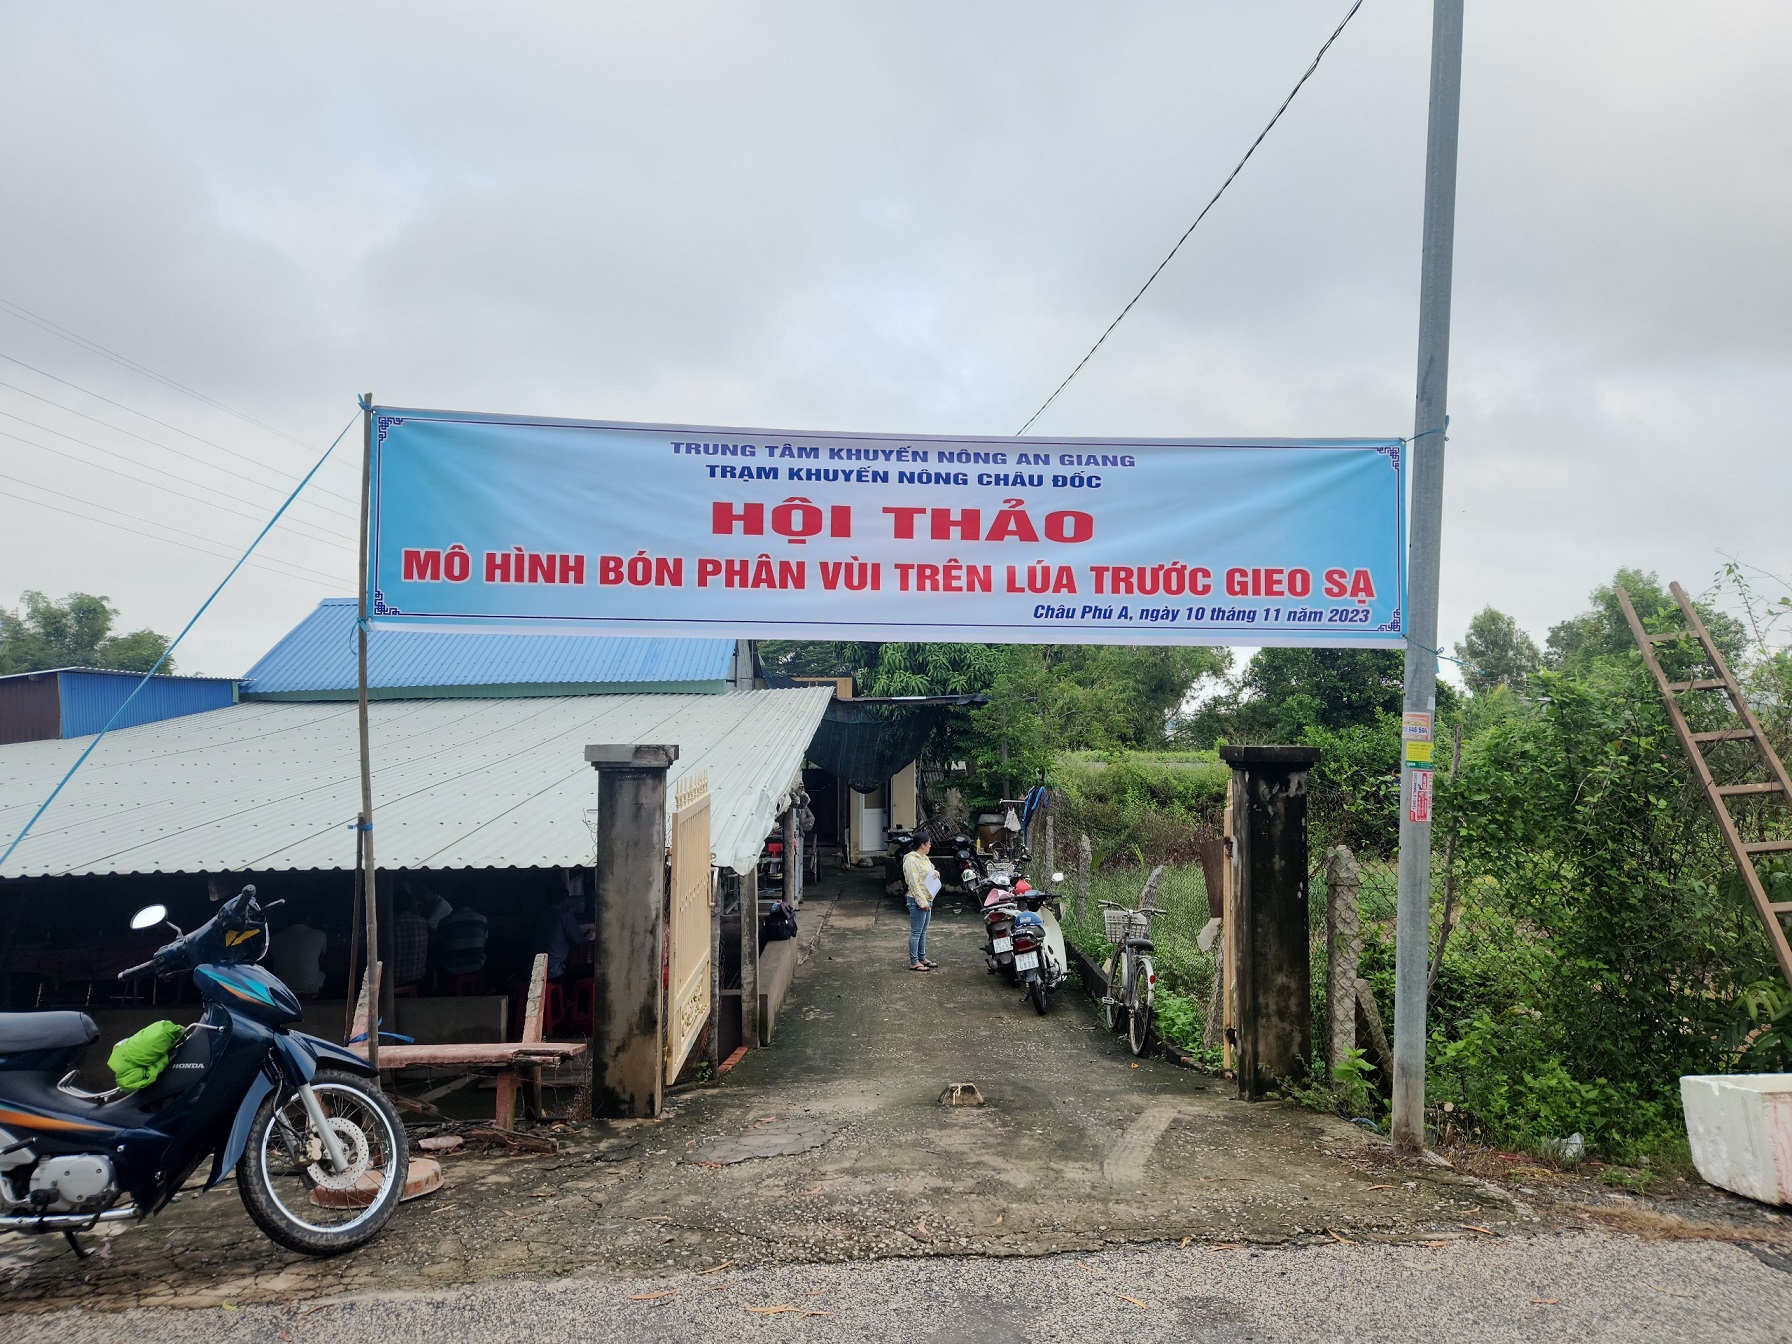 TRUNG TÂM KHUYẾN NÔNG AN GIANG
TRẠM KHUYẾN NÔNG CHÂU ĐỐC
HỘI THẢO
MÔ HÌNH BÓN PHÂN VÙI TRÊN LÚA TRƯỚC GIEO SẠ
Châu Phú A, ngày 10 tháng 11 năm 2023
HONDA